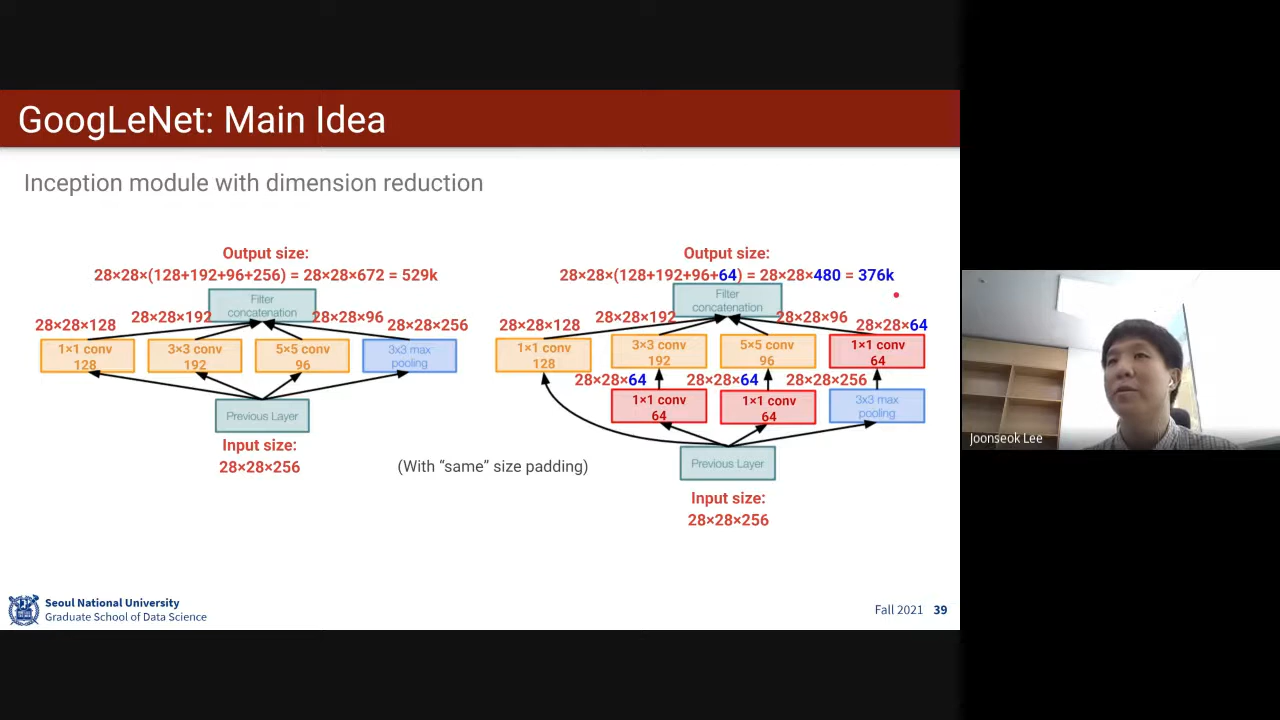 GoogLeNet: Main Idea
Inception module with dimension reduction
Output size:
28×28×(128+192+96+256) = 28×28×672 = 529k
Filter
concatenation
28×28×128
28×28×192
28×28×96
28×28×256
1×1 conv
128
3×3 conv
192
5×5 conv
96
3x3 max
pooling
Previous Layer
Input size:
28×28×256
(With “same” size padding)
Output size:
28×28×(128+192+96+64) = 28×28×480 = 376k
Filter
concatenation
28×28×128
28×28×192
28×28×96
28×28×64
1×1 conv
128
3×3 conv
192
5×5 conv
96
1×1 conv
64
28×28×64
28×28×64
28×28×256
1×1 conv
64
1×1 conv
64
3x3 max
pooling
Previous Layer
Input size:
28×28×256
Seoul National University
Graduate School of Data Science
Fall 2021 39
Joonseok Lee